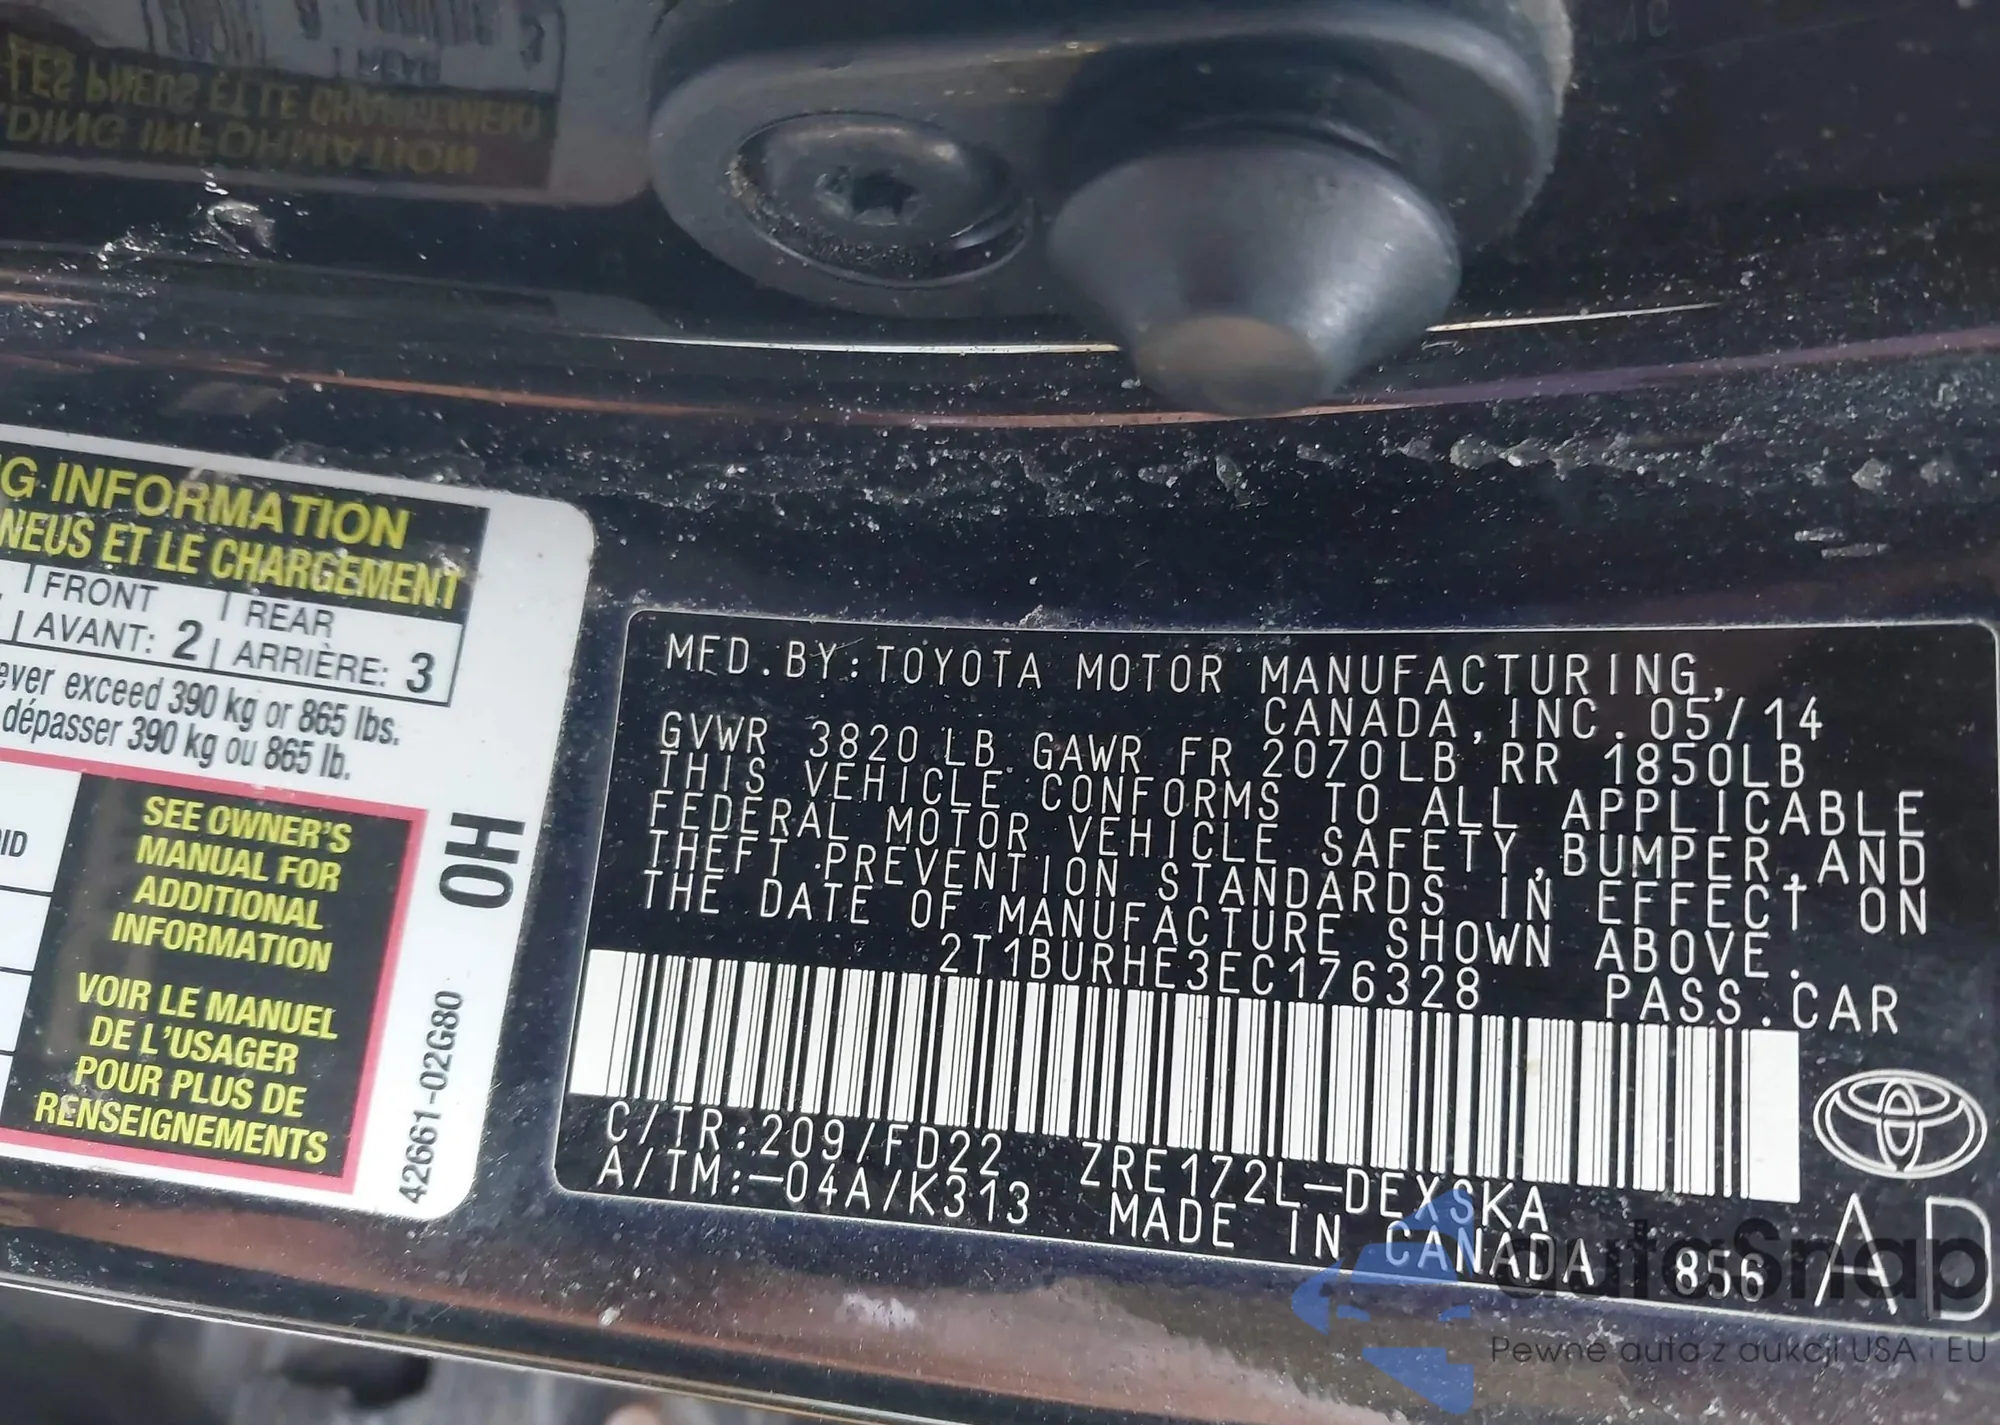 G INFORMATION
NEUS ET LE CHARGEMENT
FRONT | REAR
AVANT: 2 | ARRIÈRE: 3
ever exceed 390 kg or 865 lbs.
dépasser 390 kg ou 865 lb.
SEE OWNER'S
MANUAL FOR
ADDITIONAL
INFORMATION
VOIR LE MANUEL
DE L'USAGER
POUR PLUS DE
RENSEIGNEMENTS
OH
42661-02G80
MFD.BY:TOYOTA MOTOR MANUFACTURING,
CANADA,INC. 05/14
GVWR 3820 LB GAWR FR 2070LB RR 1850LB
THIS VEHICLE CONFORMS TO ALL APPLICABLE
FEDERAL MOTOR VEHICLE SAFETY,BUMPER,AND
THEFT PREVENTION STANDARDS IN EFFECT ON
THE DATE OF MANUFACTURE SHOWN ABOVE.
2T1BURHE3EC176328 PASS.CAR
C/TR:209/FD22 ZRE172L-DEXSKA
A/TM:-04A/K313 MADE IN CANADA 856 AD
autoSnap
Pewne auta z aukcji USA i EU